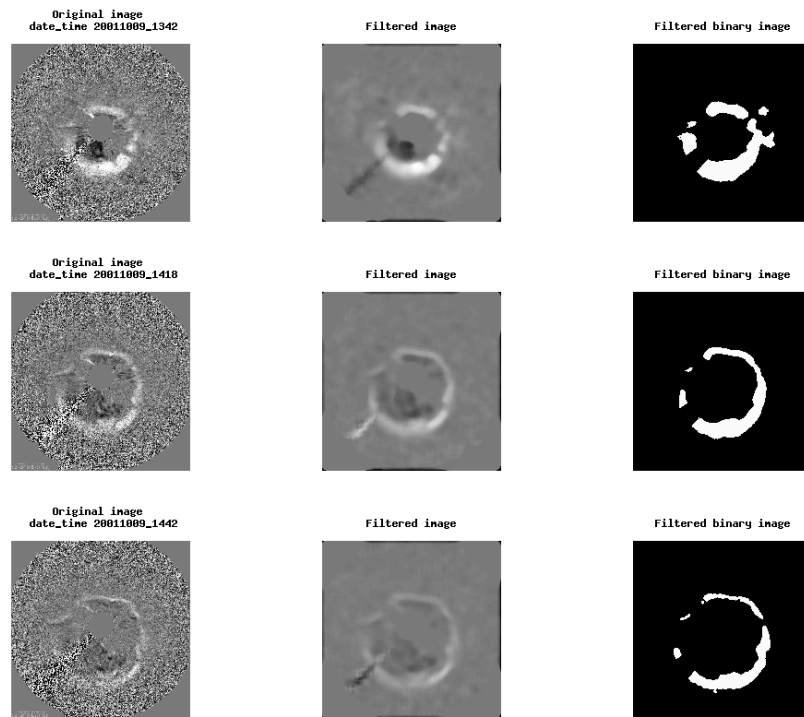 Original image
date_time 20011009_1342
Filtered image
Filtered binary image
Original image
date_time 20011009_1418
Filtered image
Filtered binary image
Original image
date_time 20011009_1442
Filtered image
Filtered binary image